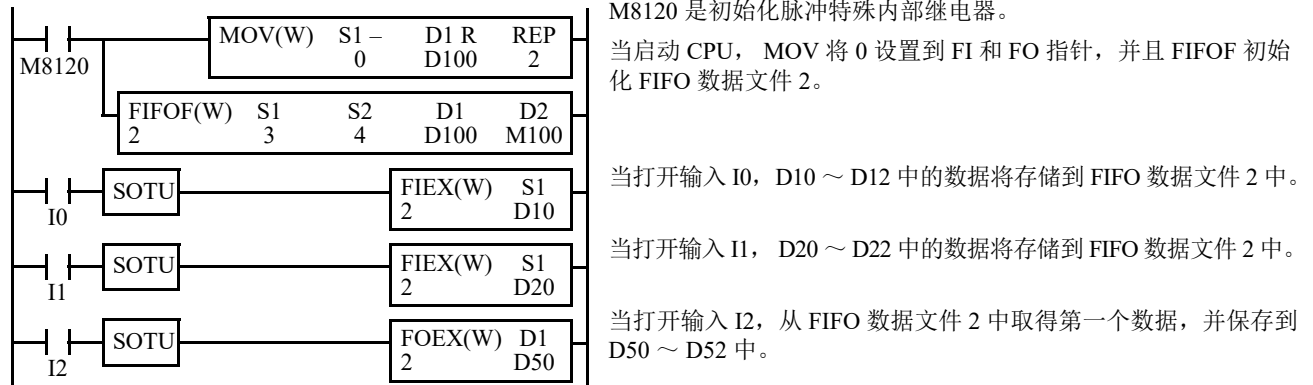 M8120 是初始化脉冲特殊内部继电器。
MOV(W) S1 – D1 R REP
M8120 0 D100 2
当启动 CPU， MOV 将 0 设置到 FI 和 FO 指针，并且 FIFOF 初始
化 FIFO 数据文件 2。
FIFOF(W) S1 S2 D1 D2
2 3 4 D100 M100
SOTU FIEX(W) S1
I0 2 D10
当打开输入 I0，D10 ～ D12 中的数据将存储到 FIFO 数据文件 2 中。
SOTU FIEX(W) S1
I1 2 D20
当打开输入 I1， D20 ～ D22 中的数据将存储到 FIFO 数据文件 2 中。
SOTU FOEX(W) D1
I2 2 D50
当打开输入 I2，从 FIFO 数据文件 2 中取得第一个数据，并保存到
D50 ～ D52 中。